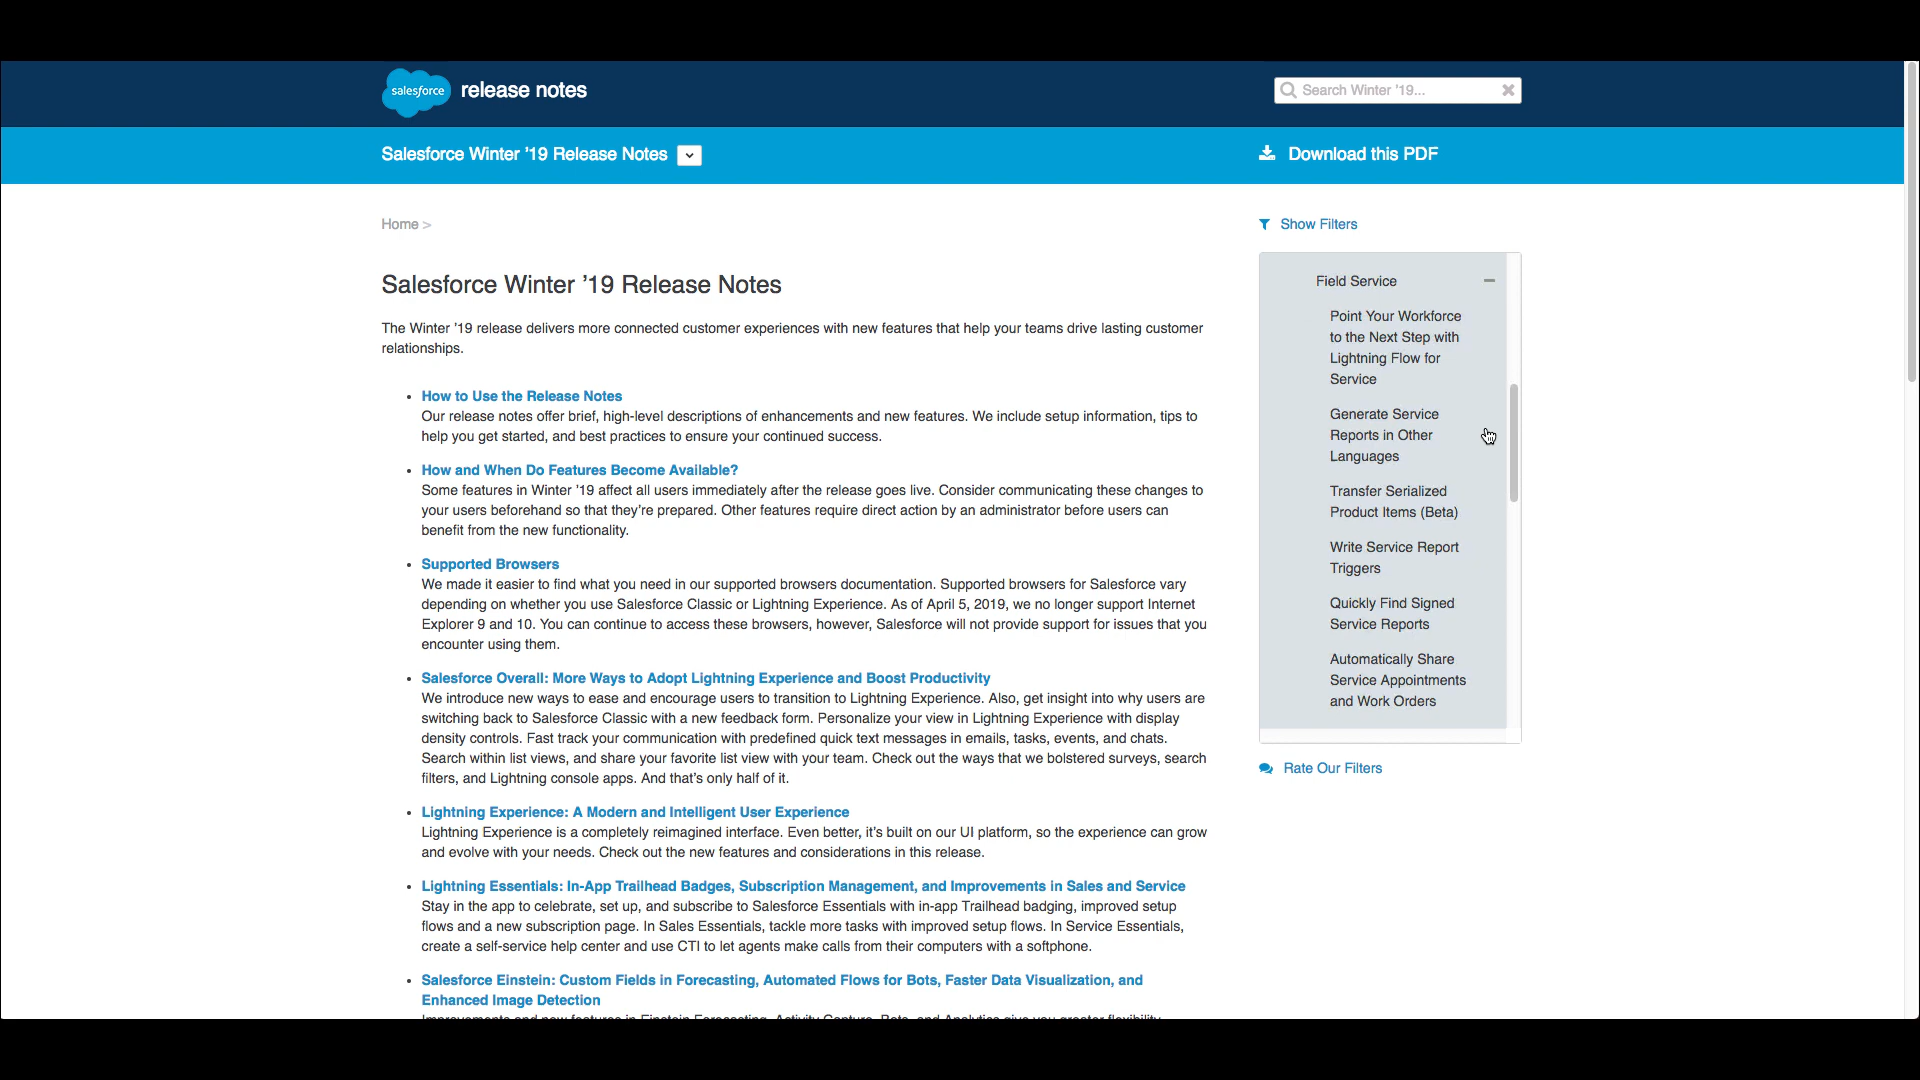 salesforce release notes
Search Winter '19...
Salesforce Winter ’19 Release Notes
Download this PDF
Home >
Show Filters
Salesforce Winter ’19 Release Notes
The Winter ’19 release delivers more connected customer experiences with new features that help your teams drive lasting customer
relationships.
• How to Use the Release Notes
Our release notes offer brief, high-level descriptions of enhancements and new features. We include setup information, tips to
help you get started, and best practices to ensure your continued success.
• How and When Do Features Become Available?
Some features in Winter ’19 affect all users immediately after the release goes live. Consider communicating these changes to
your users beforehand so that they’re prepared. Other features require direct action by an administrator before users can
benefit from the new functionality.
• Supported Browsers
We made it easier to find what you need in our supported browsers documentation. Supported browsers for Salesforce vary
depending on whether you use Salesforce Classic or Lightning Experience. As of April 5, 2019, we no longer support Internet
Explorer 9 and 10. You can continue to access these browsers, however, Salesforce will not provide support for issues that you
encounter using them.
• Salesforce Overall: More Ways to Adopt Lightning Experience and Boost Productivity
We introduce new ways to ease and encourage users to transition to Lightning Experience. Also, get insight into why users are
switching back to Salesforce Classic with a new feedback form. Personalize your view in Lightning Experience with display
density controls. Fast track your communication with predefined quick text messages in emails, tasks, events, and chats.
Search within list views, and share your favorite list view with your team. Check out the ways that we bolstered surveys, search
filters, and Lightning console apps. And that’s only half of it.
• Lightning Experience: A Modern and Intelligent User Experience
Lightning Experience is a completely reimagined interface. Even better, it’s built on our UI platform, so the experience can grow
and evolve with your needs. Check out the new features and considerations in this release.
• Lightning Essentials: In-App Trailhead Badges, Subscription Management, and Improvements in Sales and Service
Stay in the app to celebrate, set up, and subscribe to Salesforce Essentials with in-app Trailhead badging, improved setup
flows and a new subscription page. In Sales Essentials, tackle more tasks with improved setup flows. In Service Essentials,
create a self-service help center and use CTI to let agents make calls from their computers with a softphone.
• Salesforce Einstein: Custom Fields in Forecasting, Automated Flows for Bots, Faster Data Visualization, and
Enhanced Image Detection
Improvements and new features in Einstein Forecasting, Activity Capture, Bots, and Analytics give you greater flexibility
Field Service
Point Your Workforce
to the Next Step with
Lightning Flow for
Service
Generate Service
Reports in Other
Languages
Transfer Serialized
Product Items (Beta)
Write Service Report
Triggers
Quickly Find Signed
Service Reports
Automatically Share
Service Appointments
and Work Orders
Rate Our Filters